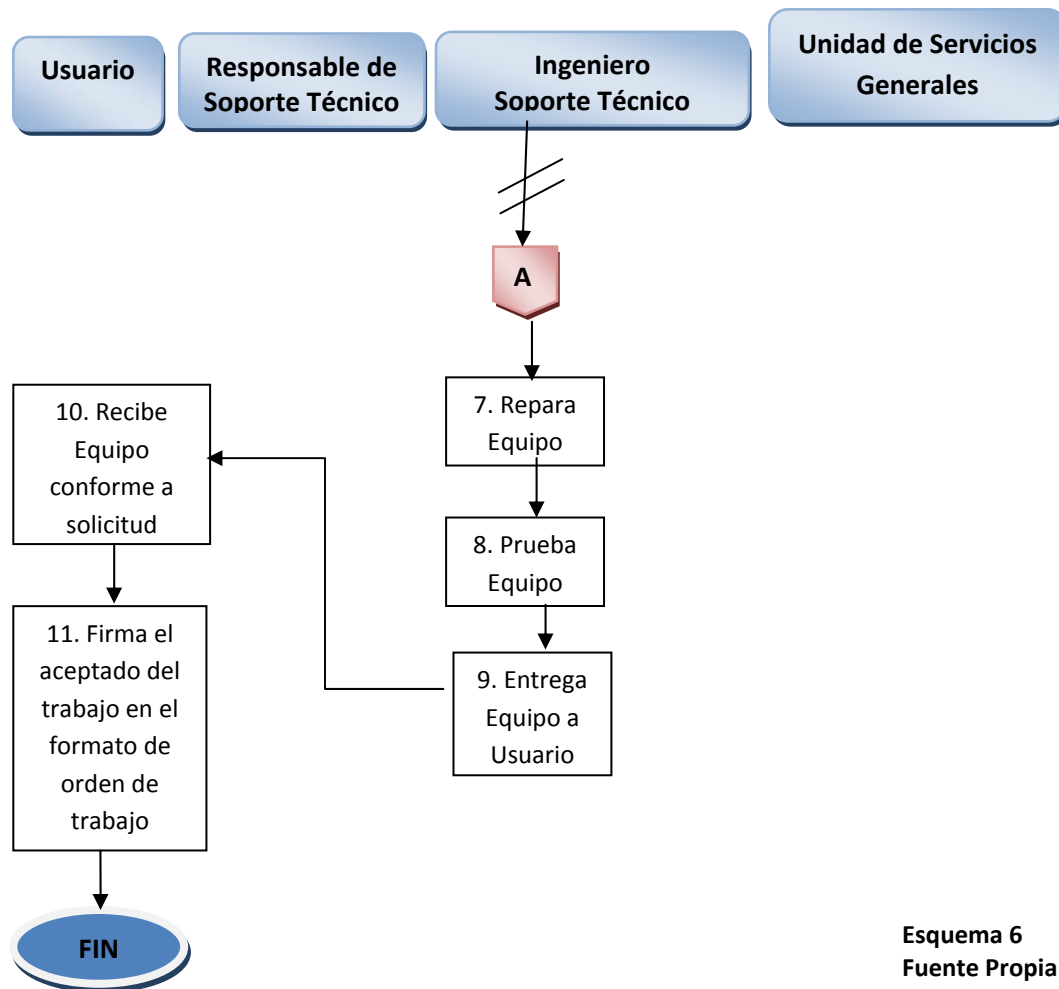 Usuario
Responsable de
Soporte Técnico
Ingeniero
Soporte Técnico
Unidad de Servicios
Generales
A
7. Repara
Equipo
8. Prueba
Equipo
9. Entrega
Equipo a
Usuario
10. Recibe
Equipo
conforme a
solicitud
11. Firma el
aceptado del
trabajo en el
formato de
orden de
trabajo
FIN
Esquema 6
Fuente Propia